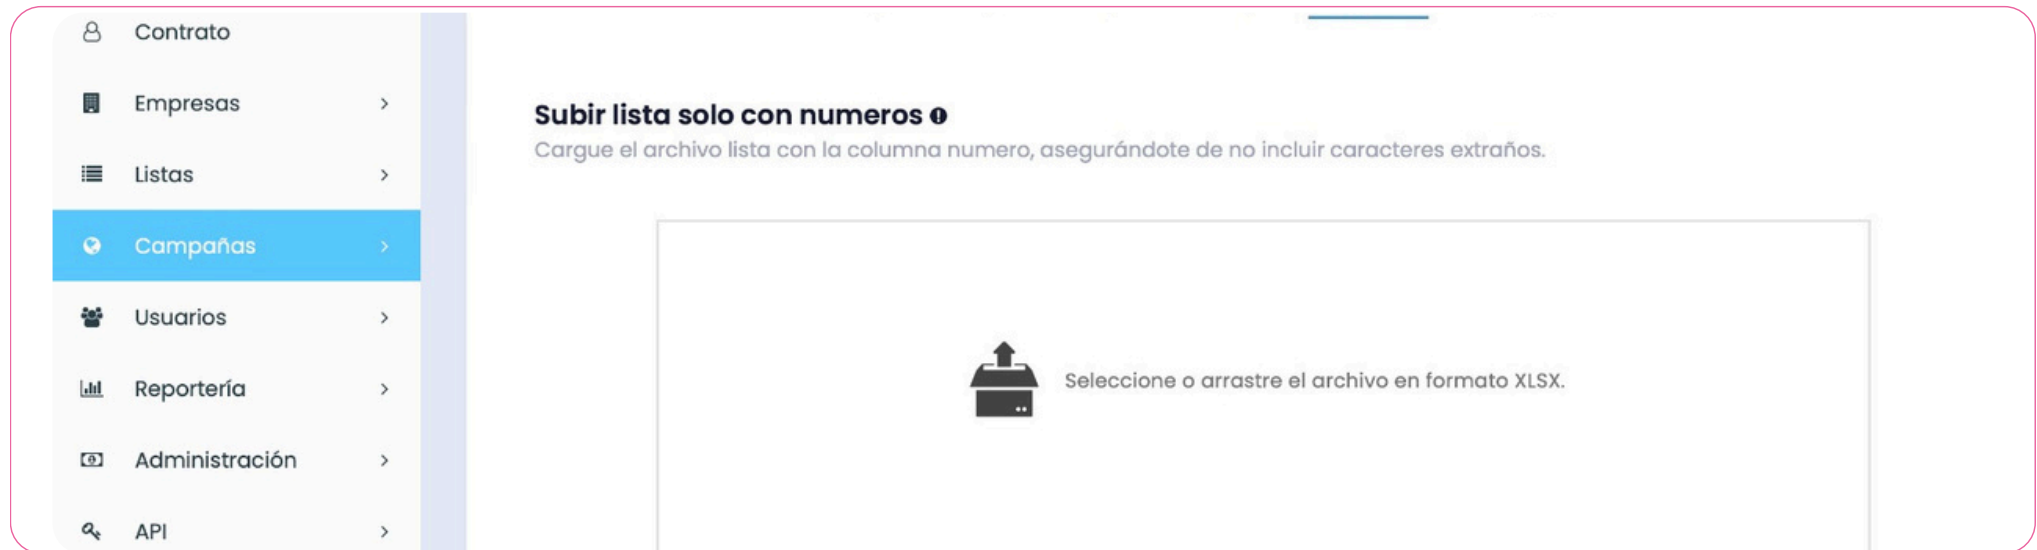 Contrato
Empresas
Listas
Campañas
Usuarios
Reportería
Administración
API
Subir lista solo con numeros
Cargue el archivo lista con la columna numero, asegurándote de no incluir caracteres extraños.
Seleccione o arrastre el archivo en formato XLSX.